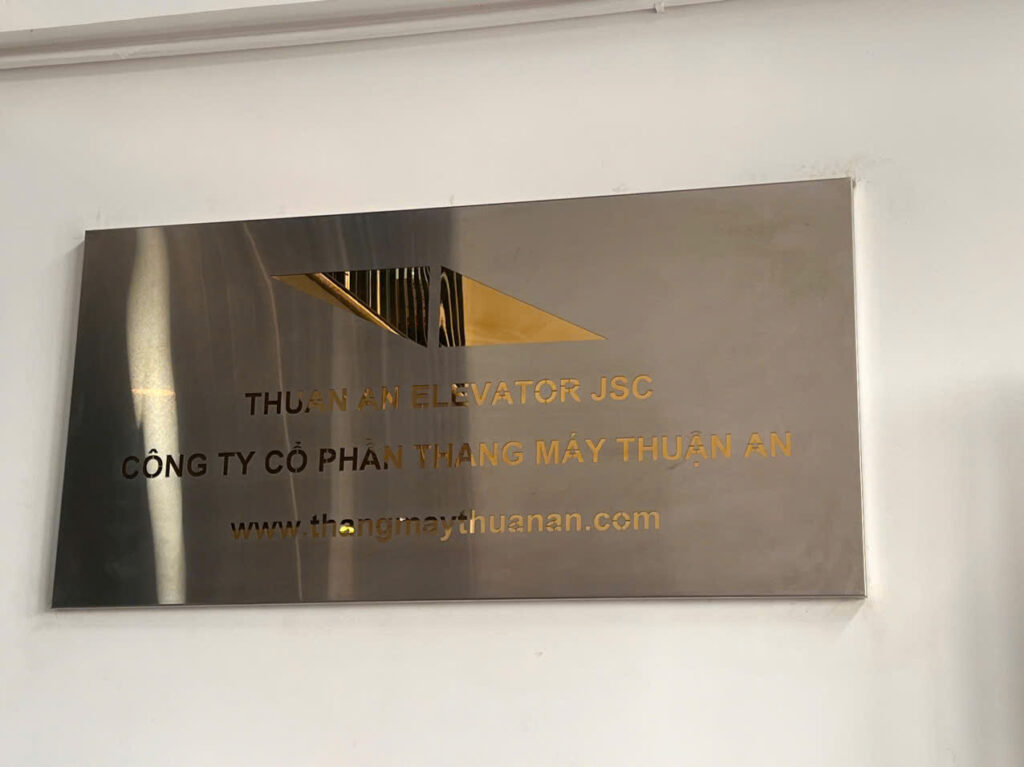 THUAN AN ELEVATOR JSC
CÔNG TY CỔ PHẦN THANG MÁY THUẬN AN
www.thangmaythuanan.com